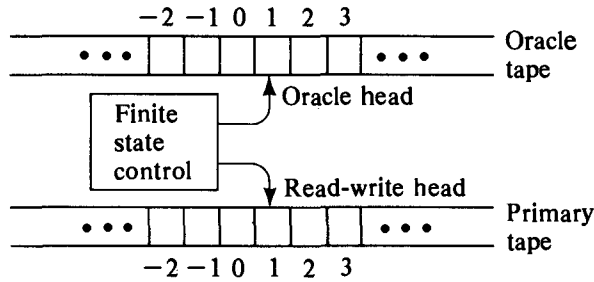 −2 −1 0 1 2 3
Oracle
tape
Oracle head
Finite
state
control
Read-write head
Primary
tape
−2 −1 0 1 2 3